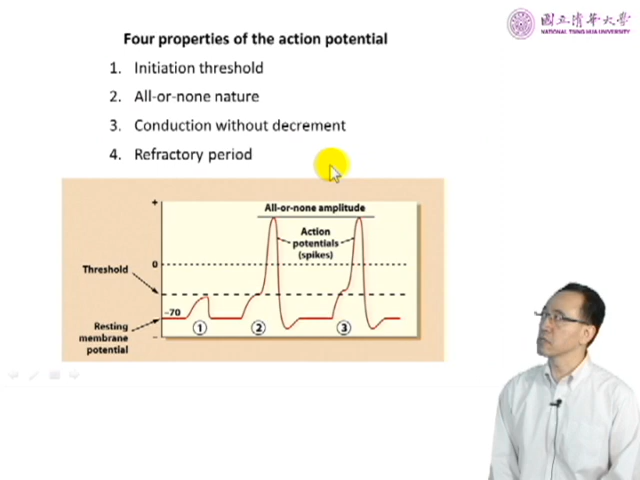 國立清華大學
NATIONAL TSING HUA UNIVERSITY
Four properties of the action potential
1. Initiation threshold
2. All-or-none nature
3. Conduction without decrement
4. Refractory period
+
All-or-none amplitude
Action
potentials
(spikes)
0
Threshold
-70
Resting
membrane
potential
1 2 3
-